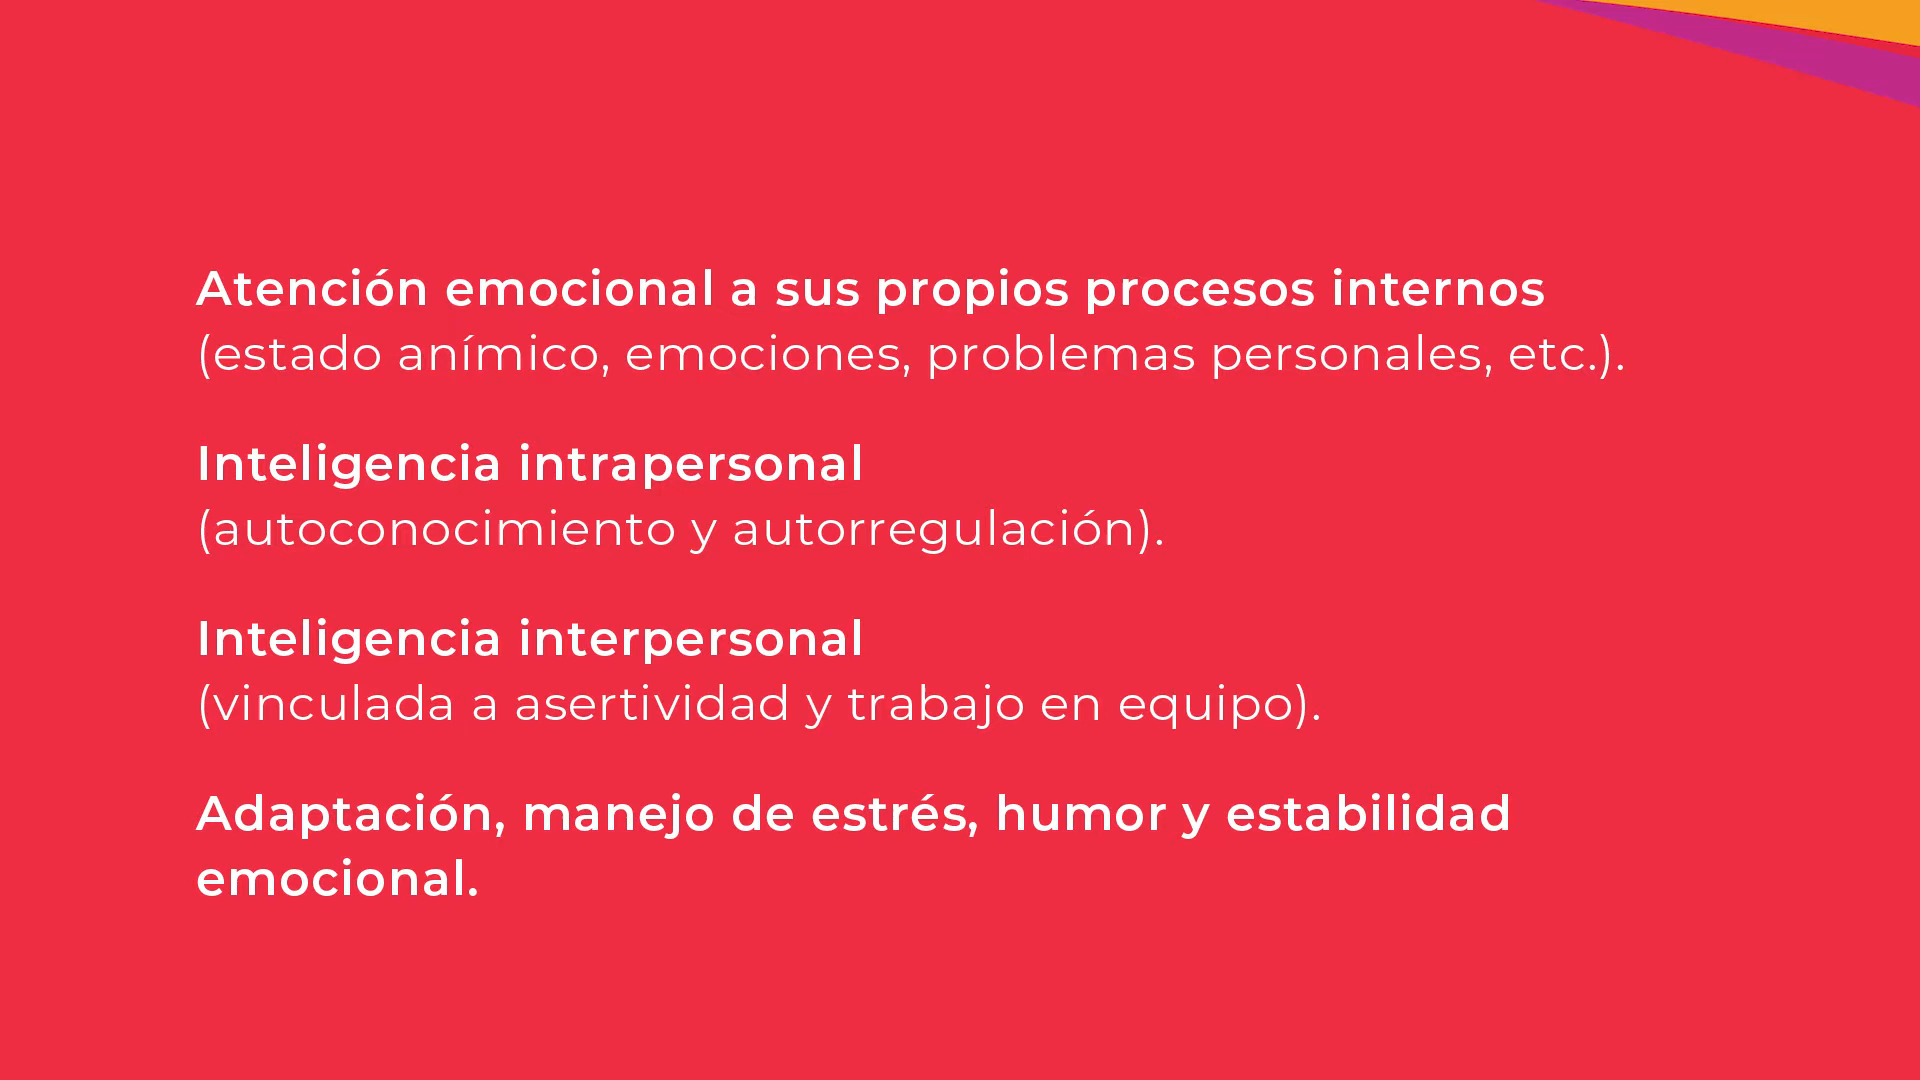 Atención emocional a sus propios procesos internos
(estado anímico, emociones, problemas personales, etc.).
Inteligencia intrapersonal
(autoconocimiento y autorregulación).
Inteligencia interpersonal
(vinculada a asertividad y trabajo en equipo).
Adaptación, manejo de estrés, humor y estabilidad
emocional.